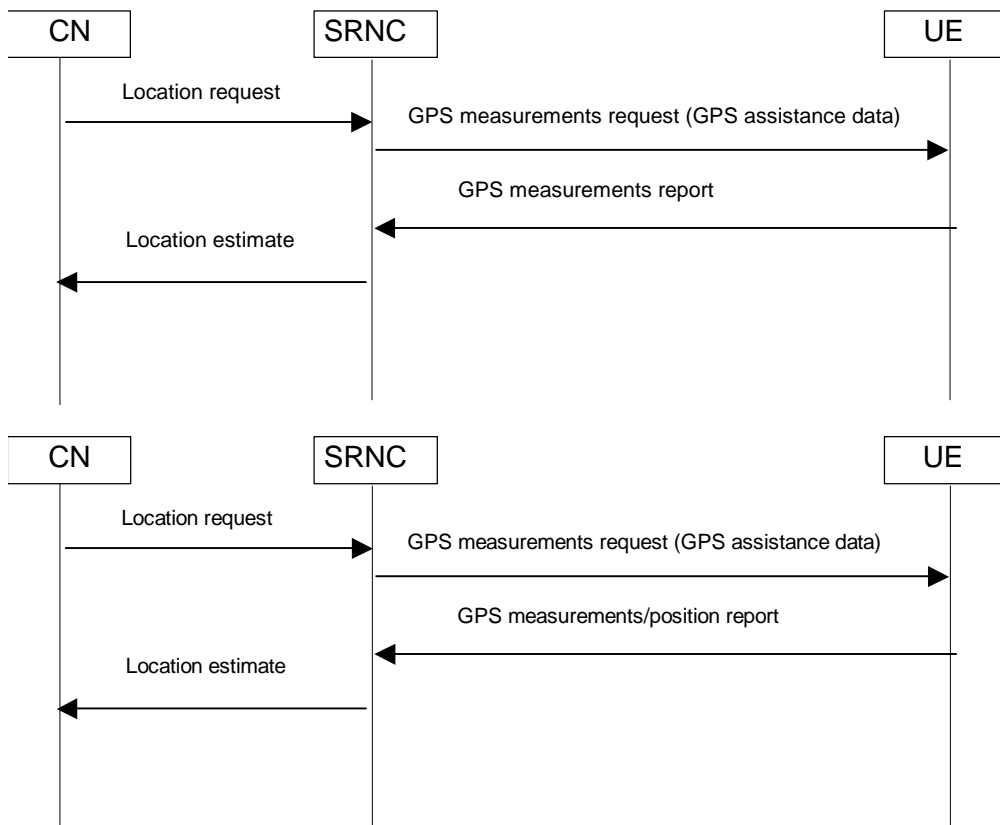 CN
SRNC
UE
Location request
GPS measurements request (GPS assistance data)
GPS measurements report
Location estimate
CN
SRNC
UE
Location request
GPS measurements request (GPS assistance data)
GPS measurements/position report
Location estimate